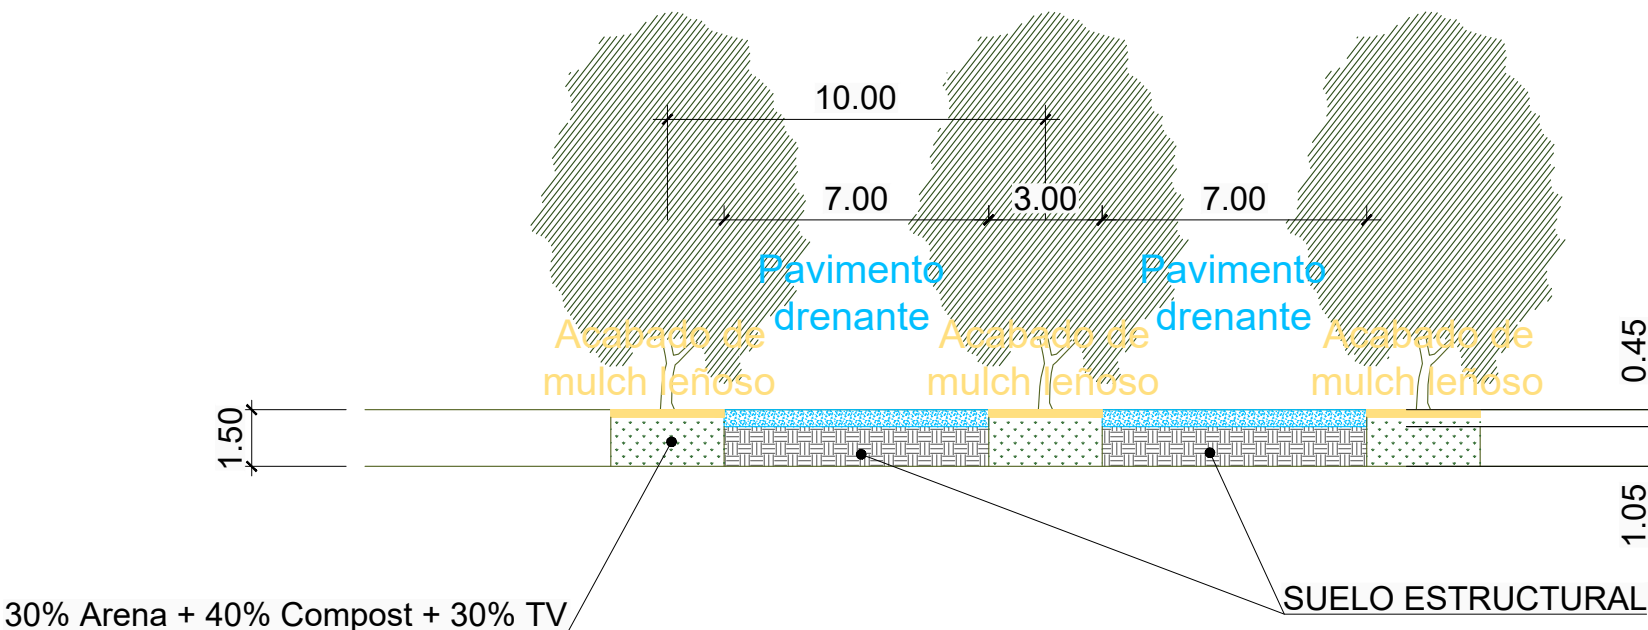 10.00
7.00
3.00
7.00
Pavimento
drenante
Pavimento
drenante
Acabado de
mulch leñoso
Acabado de
mulch leñoso
Acabado de
mulch leñoso
0.45
1.50
1.05
SUELO ESTRUCTURAL
30% Arena + 40% Compost + 30% TV